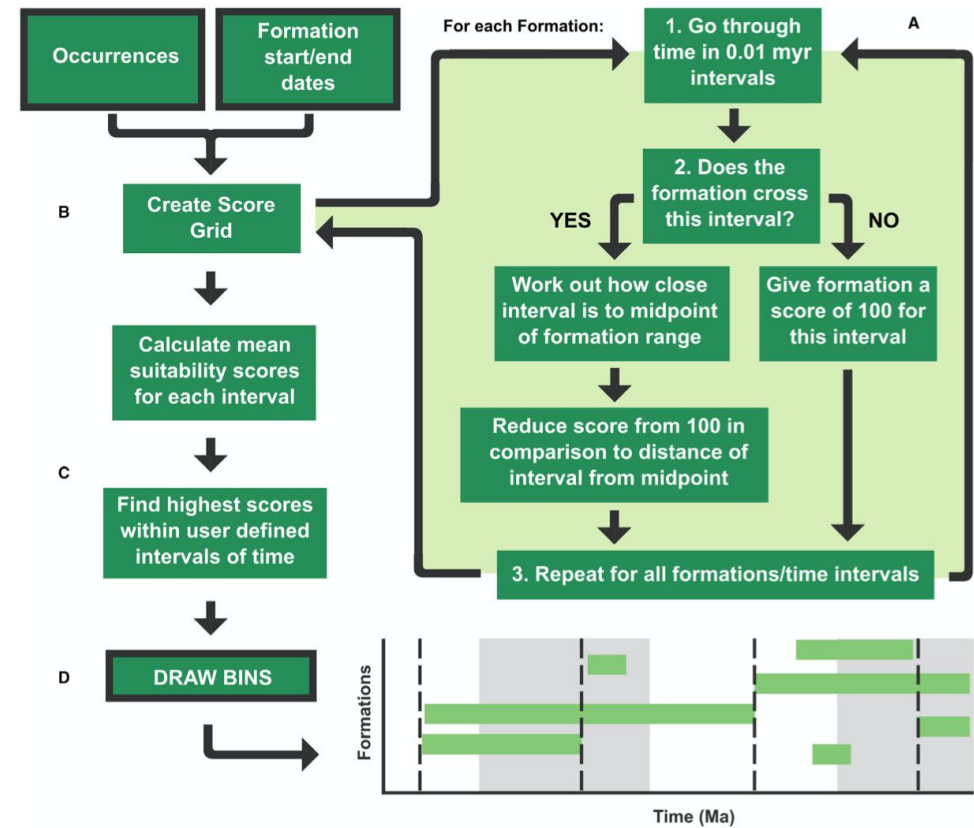 Occurrences
Formation
start/end
dates
For each Formation:
1. Go through
time in 0.01 myr
intervals
A
2. Does the
formation cross
this interval?
YES
NO
B
Create Score
Grid
Work out how close
interval is to midpoint
of formation range
Give formation a
score of 100 for
this interval
Calculate mean
suitability scores
for each interval
Reduce score from 100 in
comparison to distance of
interval from midpoint
C
Find highest scores
within user defined
intervals of time
3. Repeat for all formations/time intervals
D
DRAW BINS
Formations
Time (Ma)